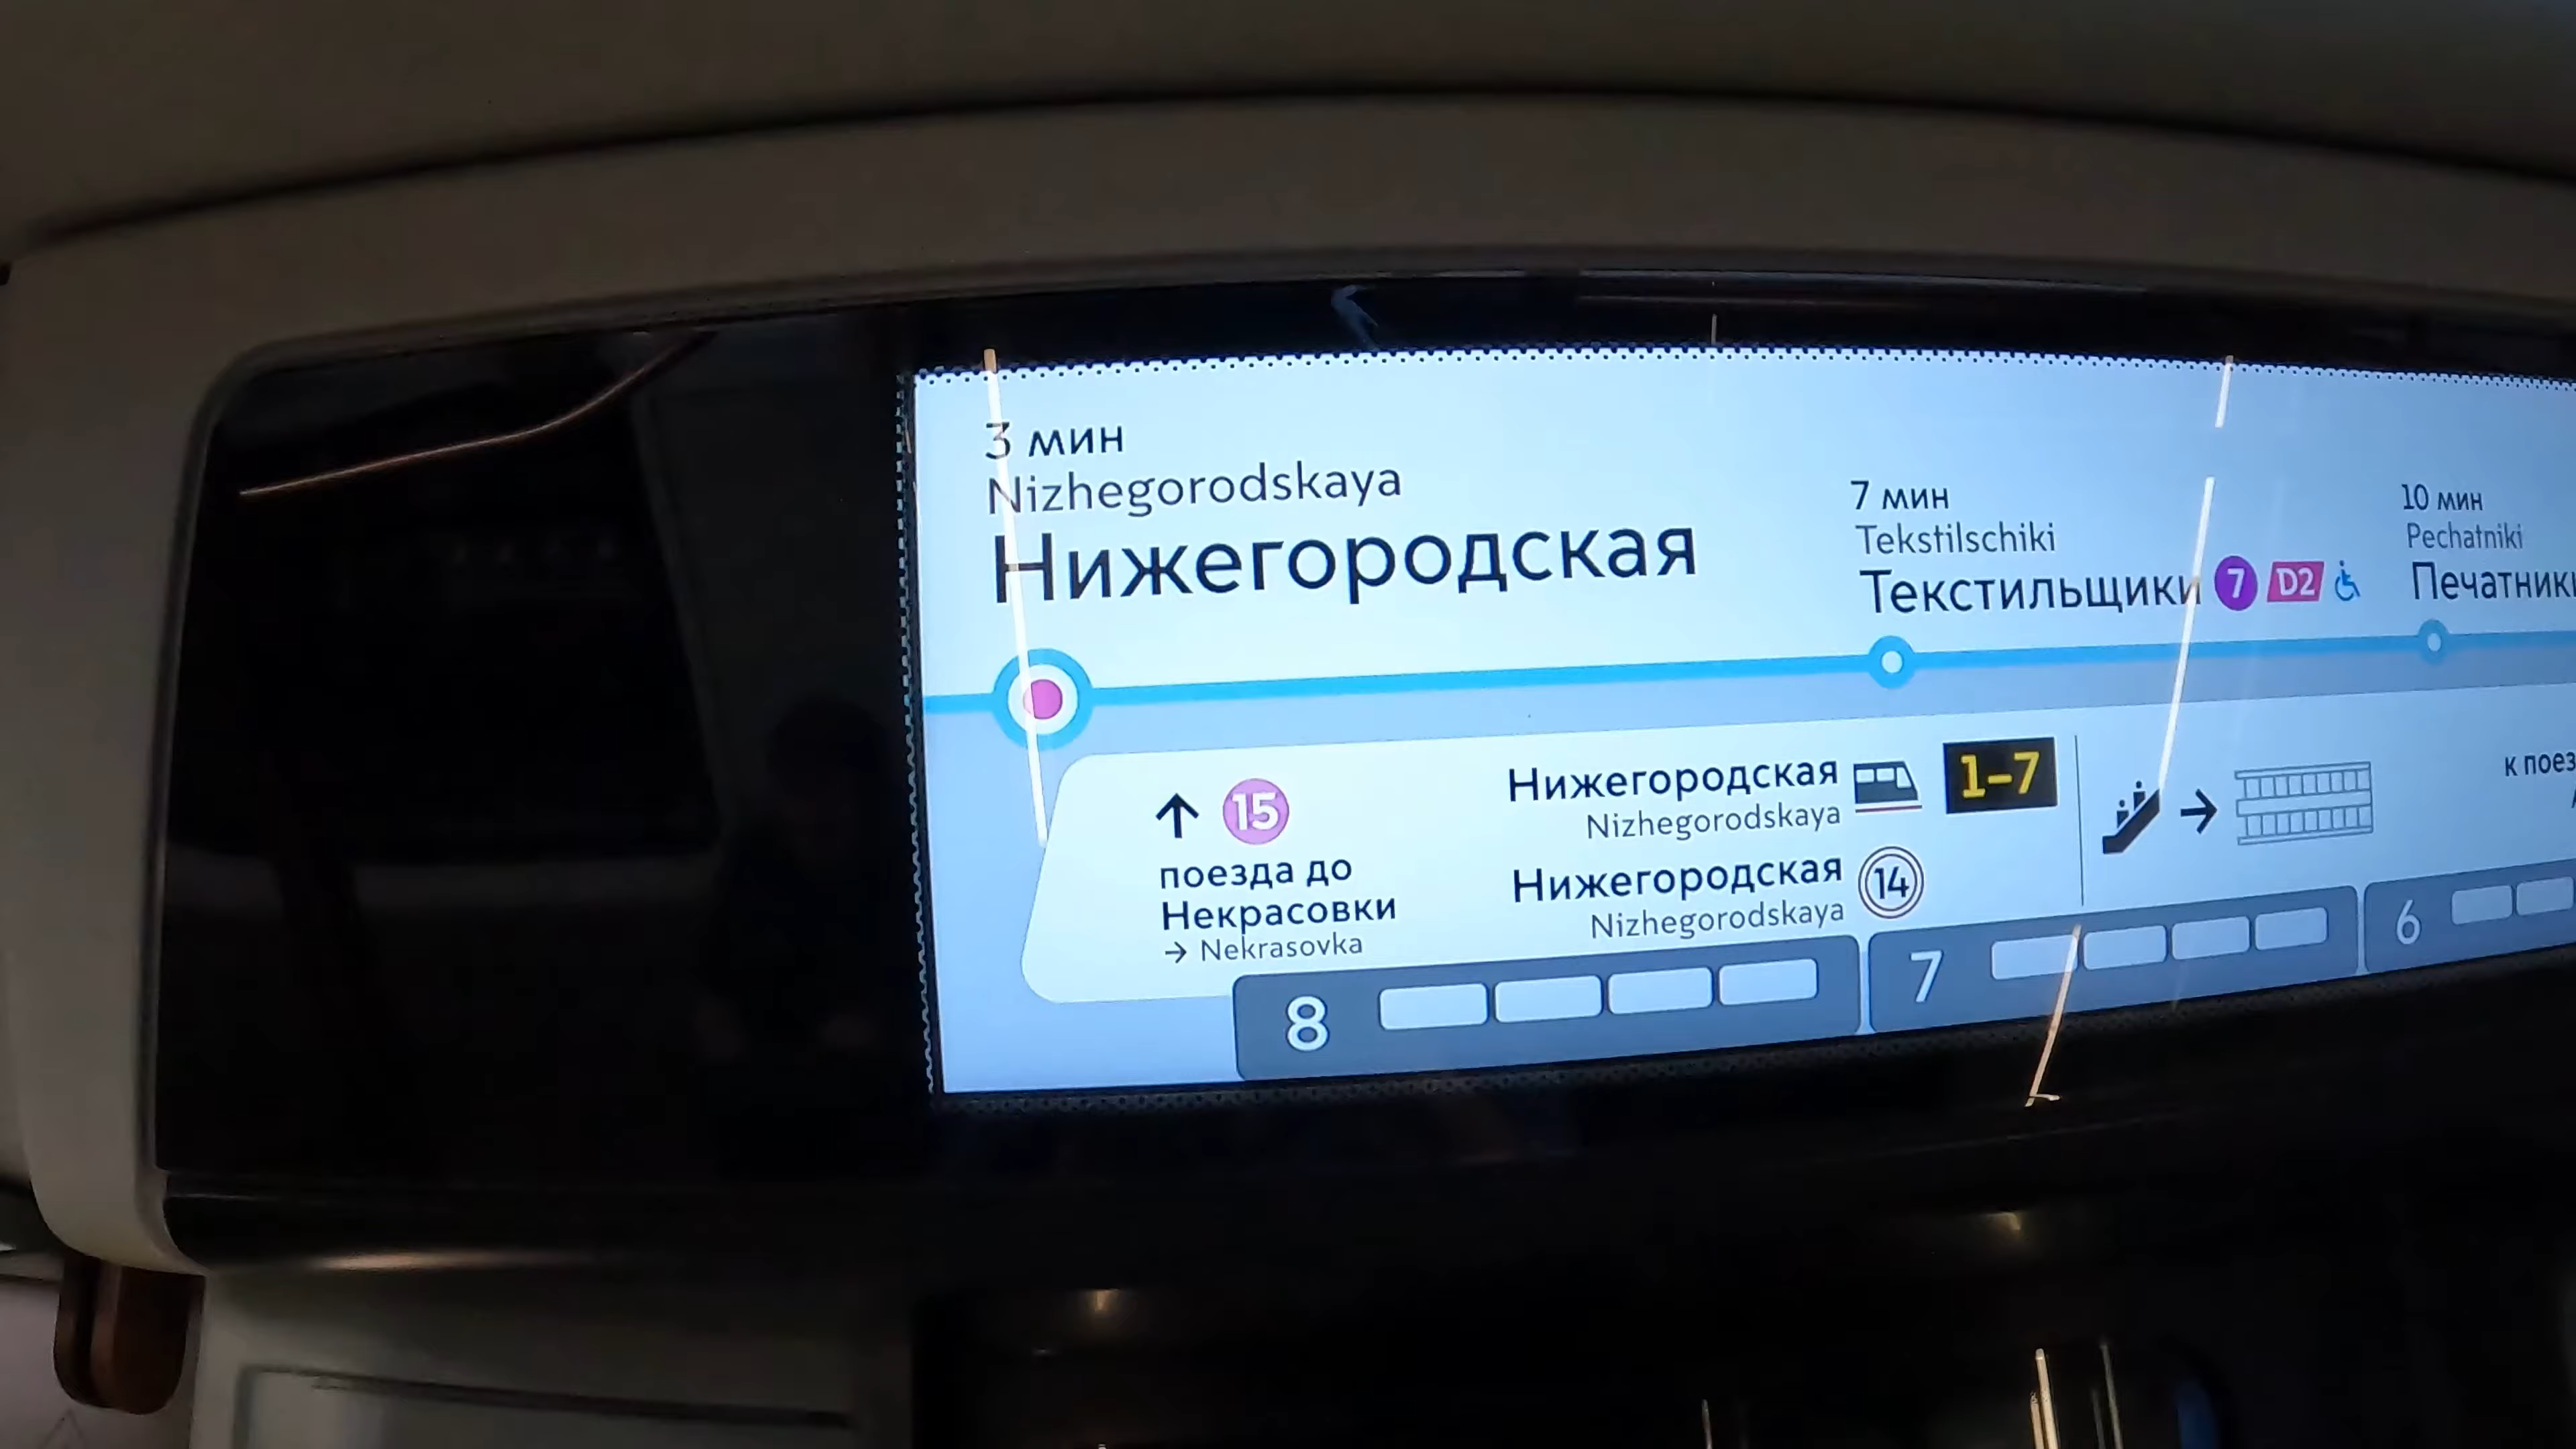 3 мин
Nizhegorodskaya
Нижегородская
7 мин
Tekstilschiki
Текстильщики 7 D2
10 мин
Pechatniki
Печатники
↑ 15
поезда до
Некрасовки
→ Nekrasovka
Нижегородская 1-7
Nizhegorodskaya
Нижегородская 14
Nizhegorodskaya
→
к
8
7
6